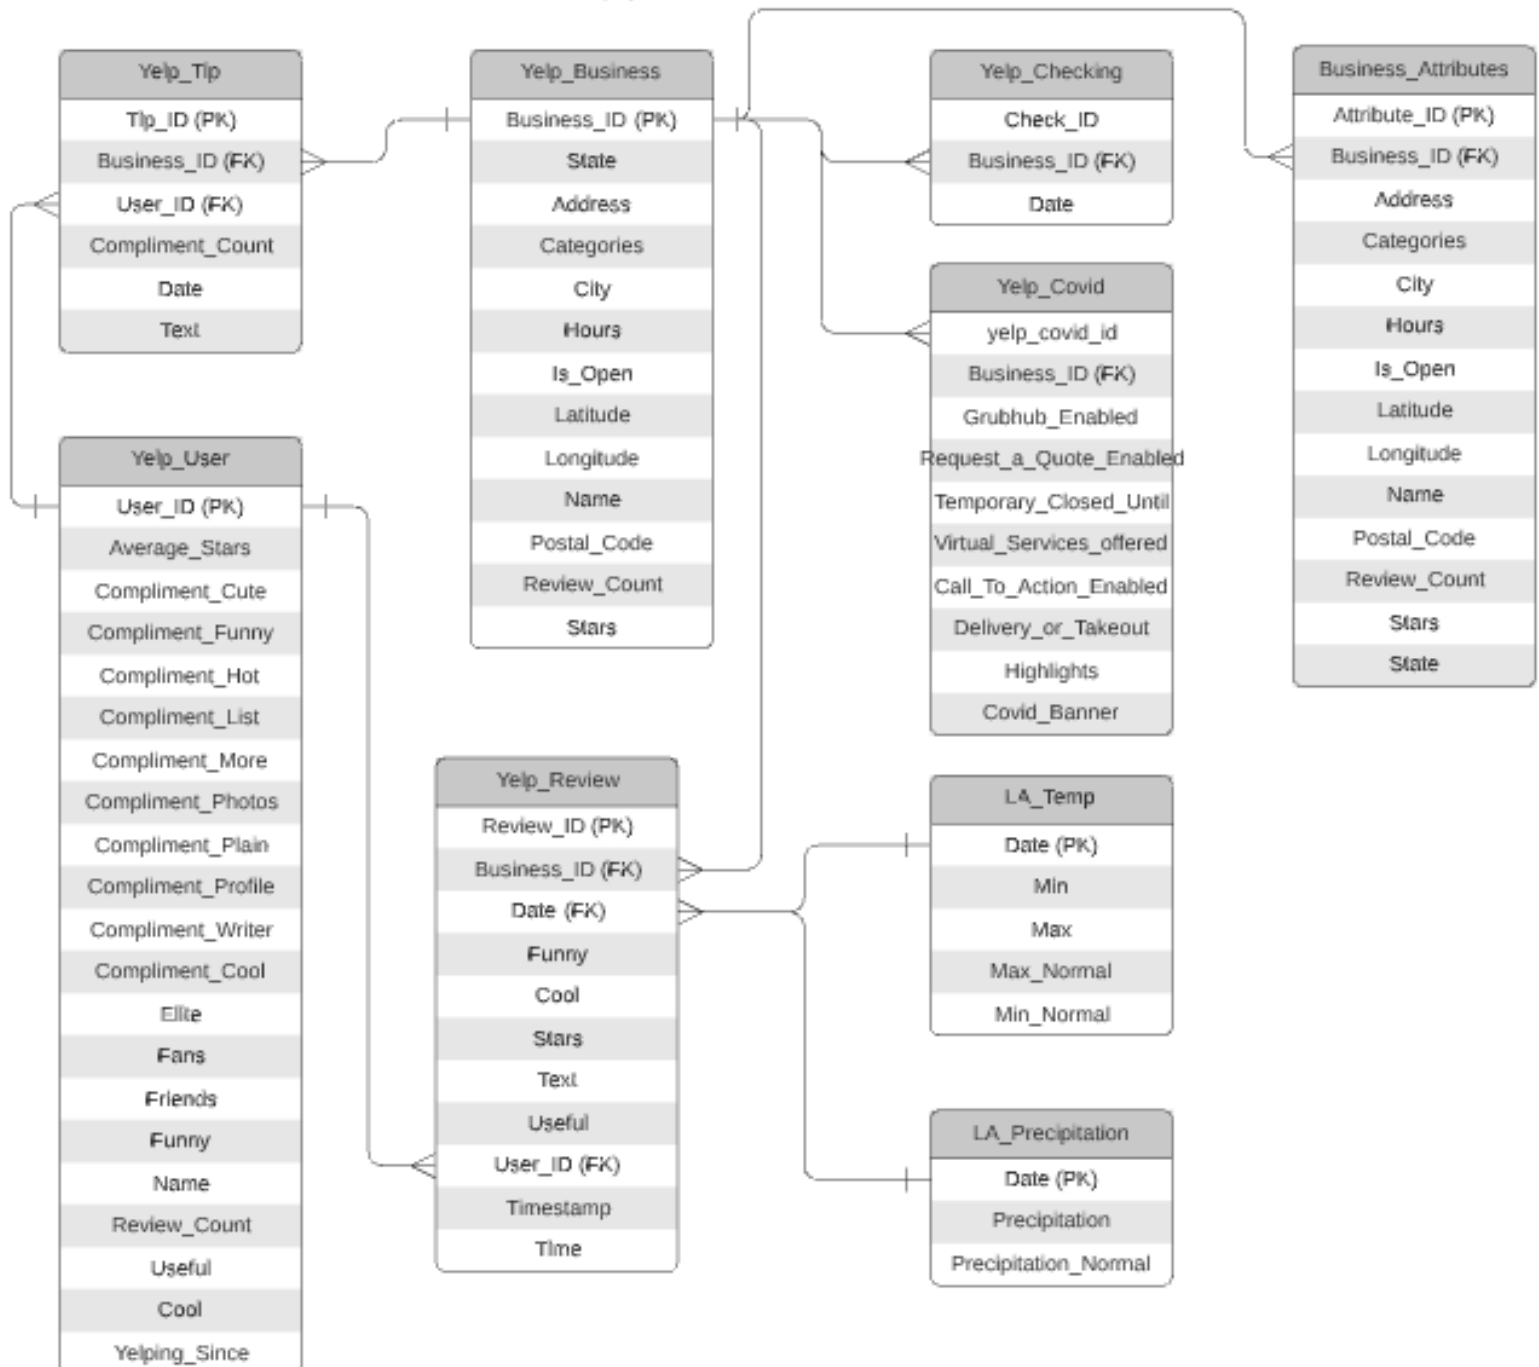 Yelp_Tip
Tip_ID (PK)
Business_ID (FK)
User_ID (FK)
Compliment_Count
Date
Text
Yelp_User
User_ID (PK)
Average_Stars
Compliment_Cute
Compliment_Funny
Compliment_Hot
Compliment_List
Compliment_More
Compliment_Photos
Compliment_Plain
Compliment_Profile
Compliment_Writer
Compliment_Cool
Elite
Fans
Friends
Funny
Name
Review_Count
Useful
Cool
Yelping_Since
Yelp_Business
Business_ID (PK)
State
Address
Categories
City
Hours
Is_Open
Latitude
Longitude
Name
Postal_Code
Review_Count
Stars
Yelp_Review
Review_ID (PK)
Business_ID (FK)
Date (FK)
Funny
Cool
Stars
Text
Useful
User_ID (FK)
Timestamp
Time
Yelp_Checking
Check_ID
Business_ID (FK)
Date
Yelp_Covid
yelp_covid_id
Business_ID (FK)
Grubhub_Enabled
Request_a_Quote_Enabled
Temporary_Closed_Until
Virtual_Services_offered
Call_To_Action_Enabled
Delivery_or_Takeout
Highlights
Covid_Banner
LA_Temp
Date (PK)
Min
Max
Max_Normal
Min_Normal
LA_Precipitation
Date (PK)
Precipitation
Precipitation_Normal
Business_Attributes
Attribute_ID (PK)
Business_ID (FK)
Address
Categories
City
Hours
Is_Open
Latitude
Longitude
Name
Postal_Code
Review_Count
Stars
State